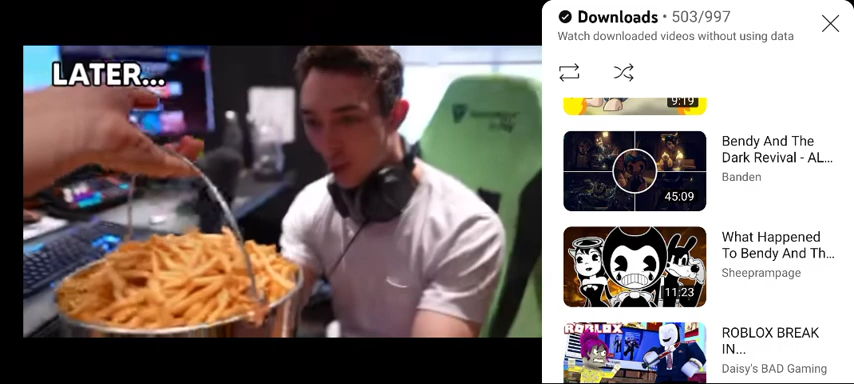 LATER...
Downloads • 503/997
Watch downloaded videos without using data
9:19
Bendy And The
Dark Revival - AL...
Banden
45:09
What Happened
To Bendy And Th...
Sheeprampage
11:23
ROBLOX
ROBLOX BREAK
IN...
Daisy's BAD Gaming